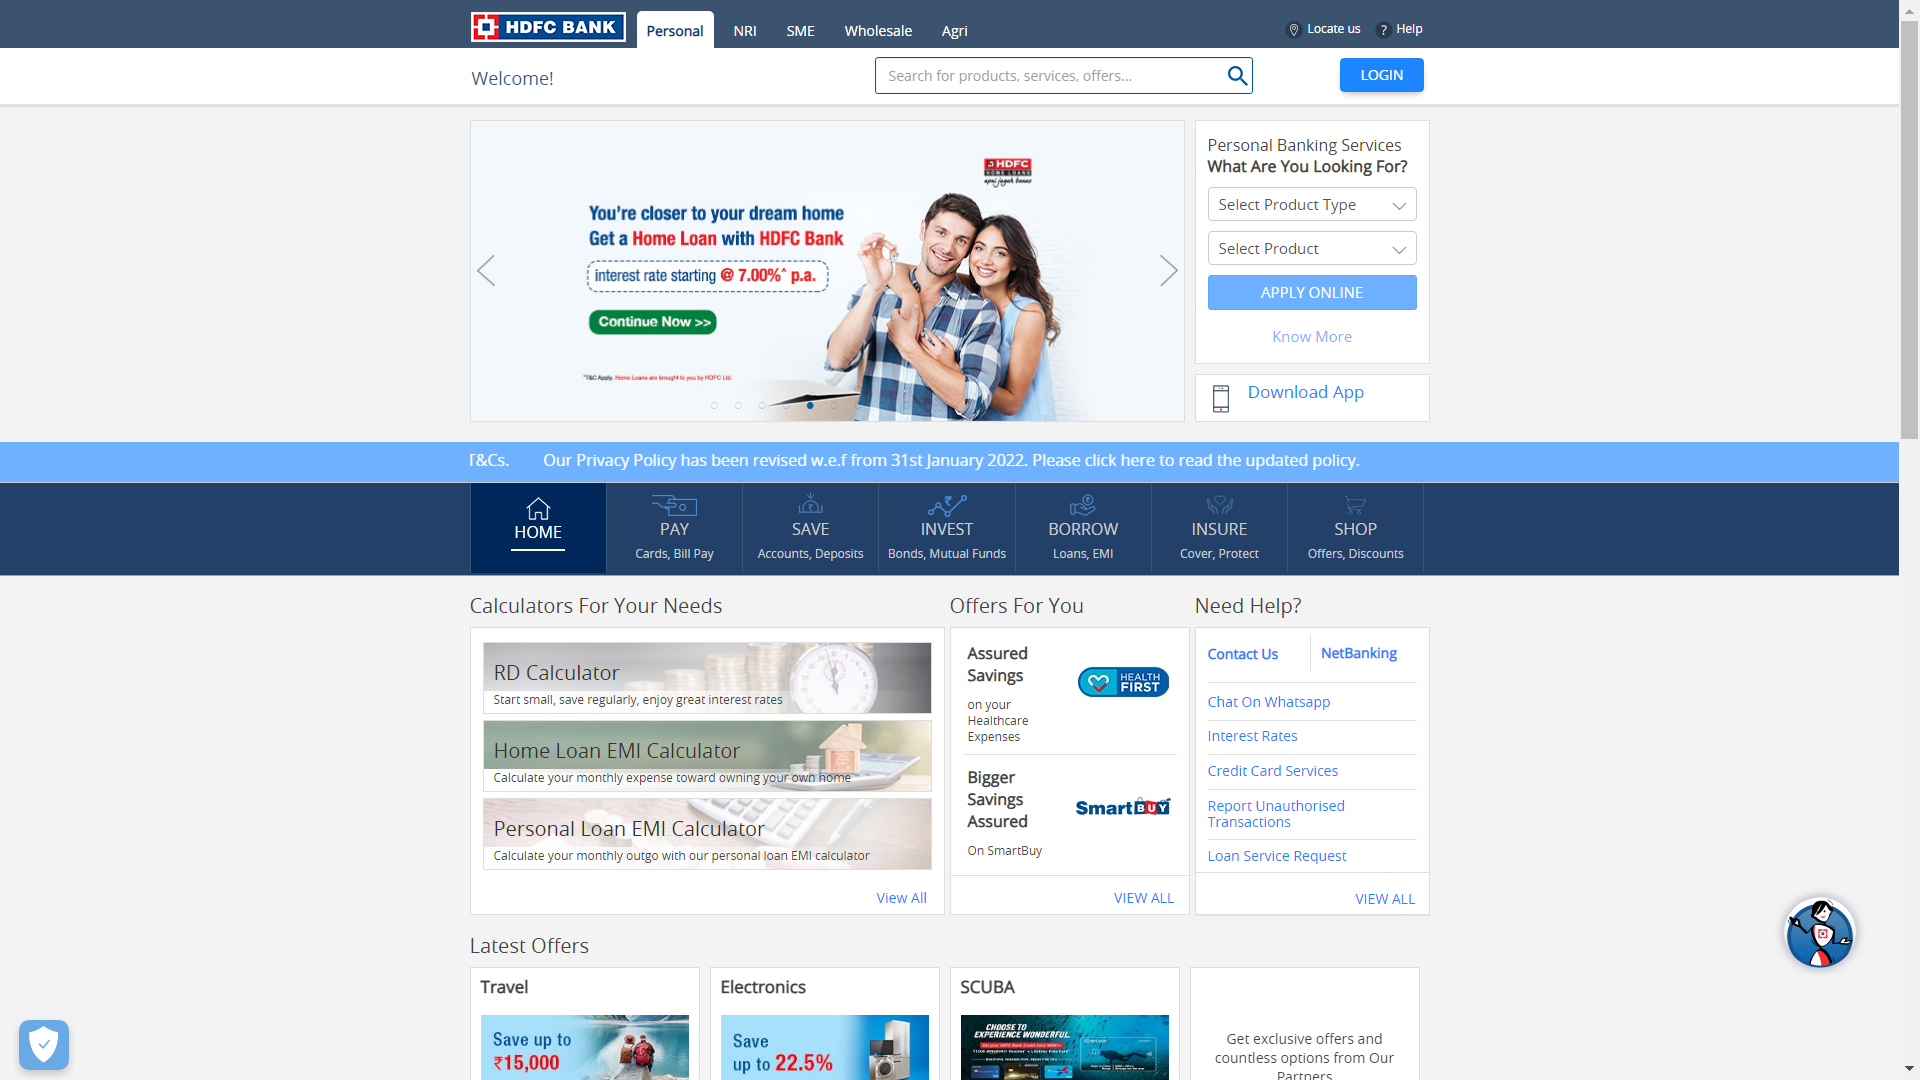 HDFC BANK
Personal
NRI
SME
Wholesale
Agri
Locate us
? Help
Welcome!
Search for products, services, offers...
LOGIN
HDFC
HOME LOANS
apni jagah banao
You're closer to your dream home
Get a Home Loan with HDFC Bank
interest rate starting @ 7.00%^ p.a.
Continue Now >>
*T&C Apply. Home Loans are brought to you by HDFC Ltd.
Personal Banking Services
What Are You Looking For?
Select Product Type
Select Product
APPLY ONLINE
Know More
Download App
T&Cs. Our Privacy Policy has been revised w.e.f from 31st January 2022. Please click here to read the updated policy.
HOME
PAY
Cards, Bill Pay
SAVE
Accounts, Deposits
INVEST
Bonds, Mutual Funds
BORROW
Loans, EMI
INSURE
Cover, Protect
SHOP
Offers, Discounts
Calculators For Your Needs
RD Calculator
Start small, save regularly, enjoy great interest rates
Home Loan EMI Calculator
Calculate your monthly expense toward owning your own home
Personal Loan EMI Calculator
Calculate your monthly outgo with our personal loan EMI calculator
View All
Offers For You
Assured
Savings
on your
Healthcare
Expenses
HEALTH
FIRST
Bigger
Savings
Assured
On SmartBuy
SmartBUY
VIEW ALL
Need Help?
Contact Us
NetBanking
Chat On Whatsapp
Interest Rates
Credit Card Services
Report Unauthorised
Transactions
Loan Service Request
VIEW ALL
Latest Offers
Travel
Save up to
₹15,000
Electronics
Save
up to 22.5%
SCUBA
CHOOSE TO
EXPERIENCE WONDERFUL.
Get exclusive offers and
countless options from Our
Partners